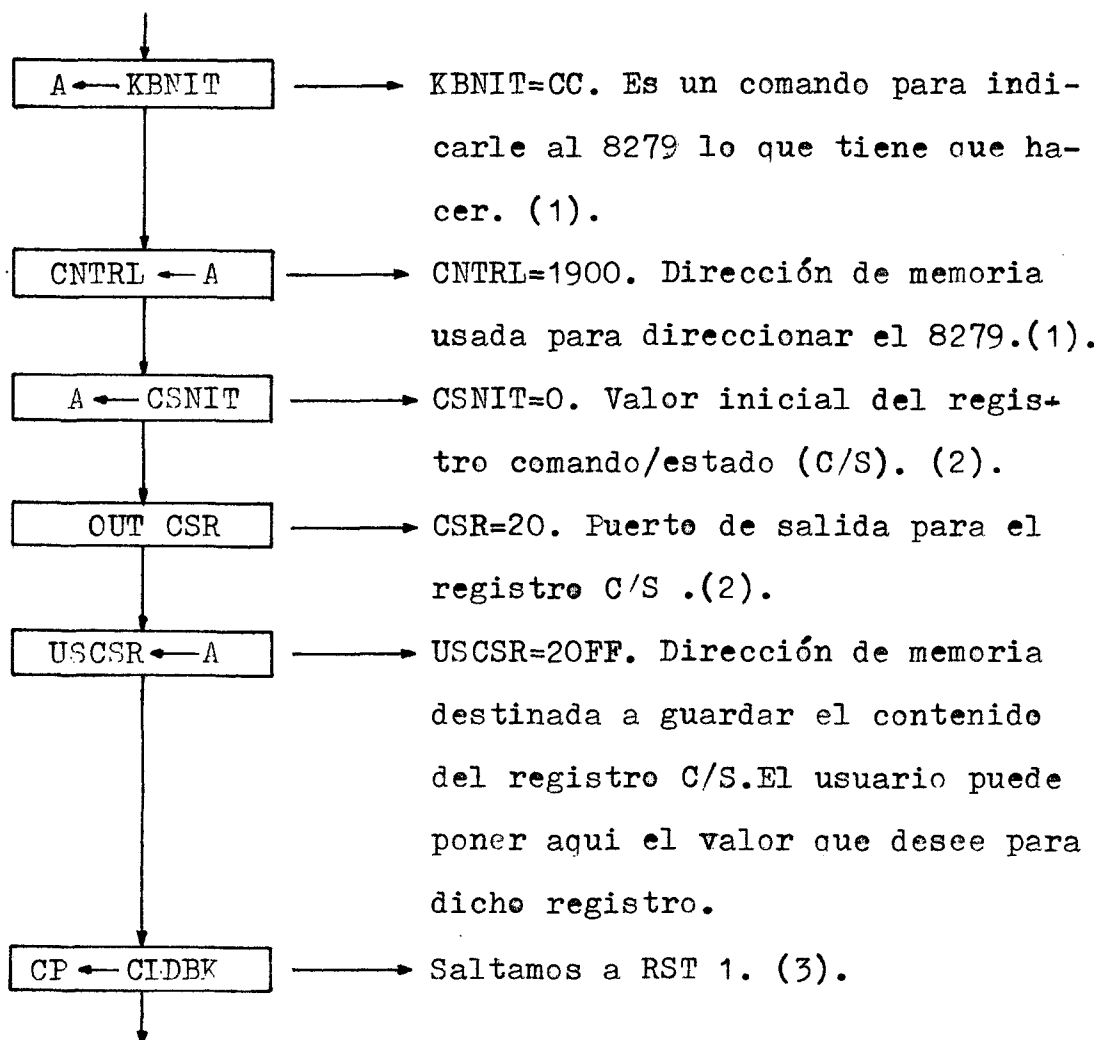 A ← KBNIT → KBNIT=CC. Es un comando para indi-
carle al 8279 lo que tiene que ha-
cer. (1).
CNTRL ← A → CNTRL=1900. Dirección de memoria
usada para direccionar el 8279.(1).
A ← CSNIT → CSNIT=0. Valor inicial del regis-
tro comando/estado (C/S). (2).
OUT CSR → CSR=20. Puerto de salida para el
registro C/S .(2).
USCSR ← A → USCSR=20FF. Dirección de memoria
destinada a guardar el contenido
del registro C/S.El usuario puede
poner aqui el valor que desee para
dicho registro.
CP ← CLDBK → Saltamos a RST 1. (3).